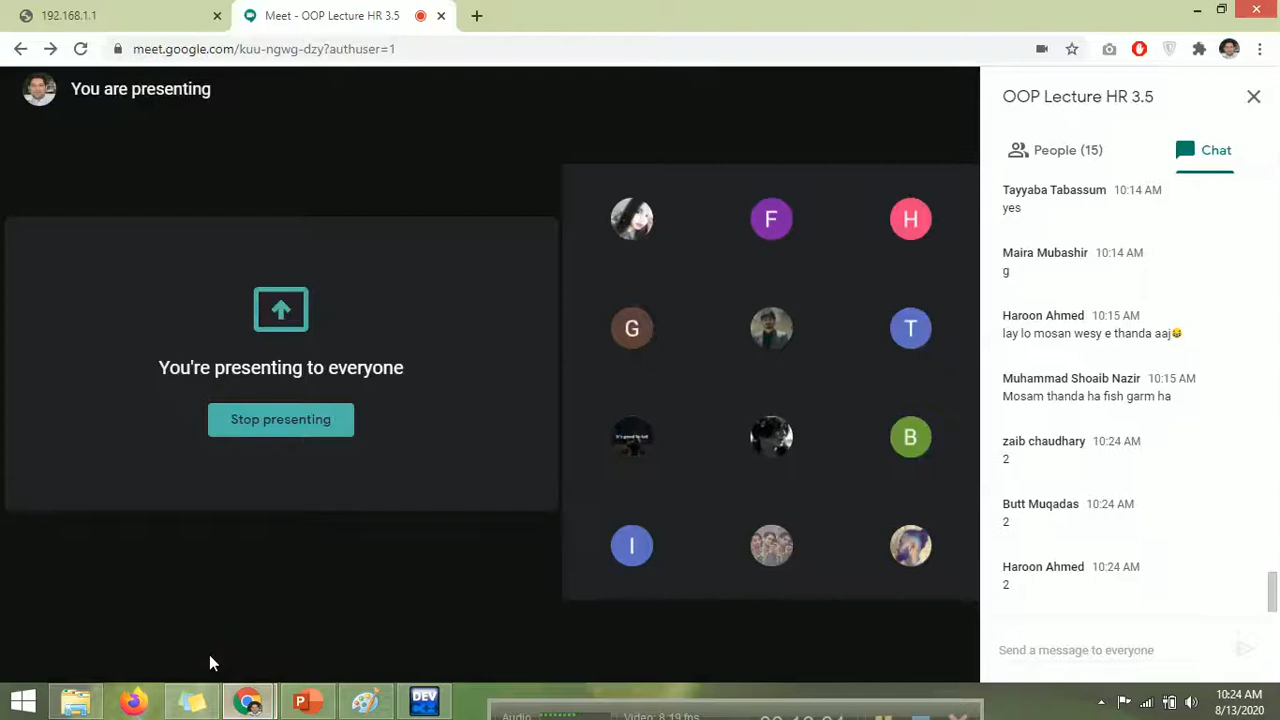 192.168.1.1
Meet - OOP Lecture HR 3.5
meet.google.com/kuu-ngwg-dzy?authuser=1
You are presenting
You're presenting to everyone
Stop presenting
F
H
G
T
B
I
OOP Lecture HR 3.5
People (15)
Chat
Tayyaba Tabassum 10:14 AM
yes
Maira Mubashir 10:14 AM
g
Haroon Ahmed 10:15 AM
lay lo mosan wesy e thanda aaj😂
Muhammad Shoaib Nazir 10:15 AM
Mosam thanda ha fish garm ha
zaib chaudhary 10:24 AM
2
Butt Muqadas 10:24 AM
2
Haroon Ahmed 10:24 AM
2
Send a message to everyone
DEV
Audio
Video: 8.19 fps
10:24 AM
8/13/2020